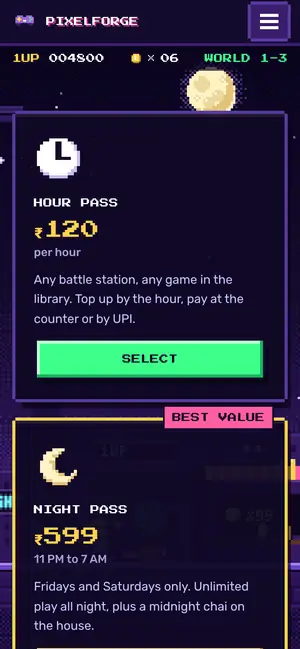 PIXELFORGE
1UP 004800 × 06 WORLD 1-3
HOUR PASS
₹120
per hour
Any battle station, any game in the
library. Top up by the hour, pay at the
counter or by UPI.
SELECT
BEST VALUE
NIGHT PASS
₹599
11 PM to 7 AM
Fridays and Saturdays only. Unlimited
play all night, plus a midnight chai on
the house.